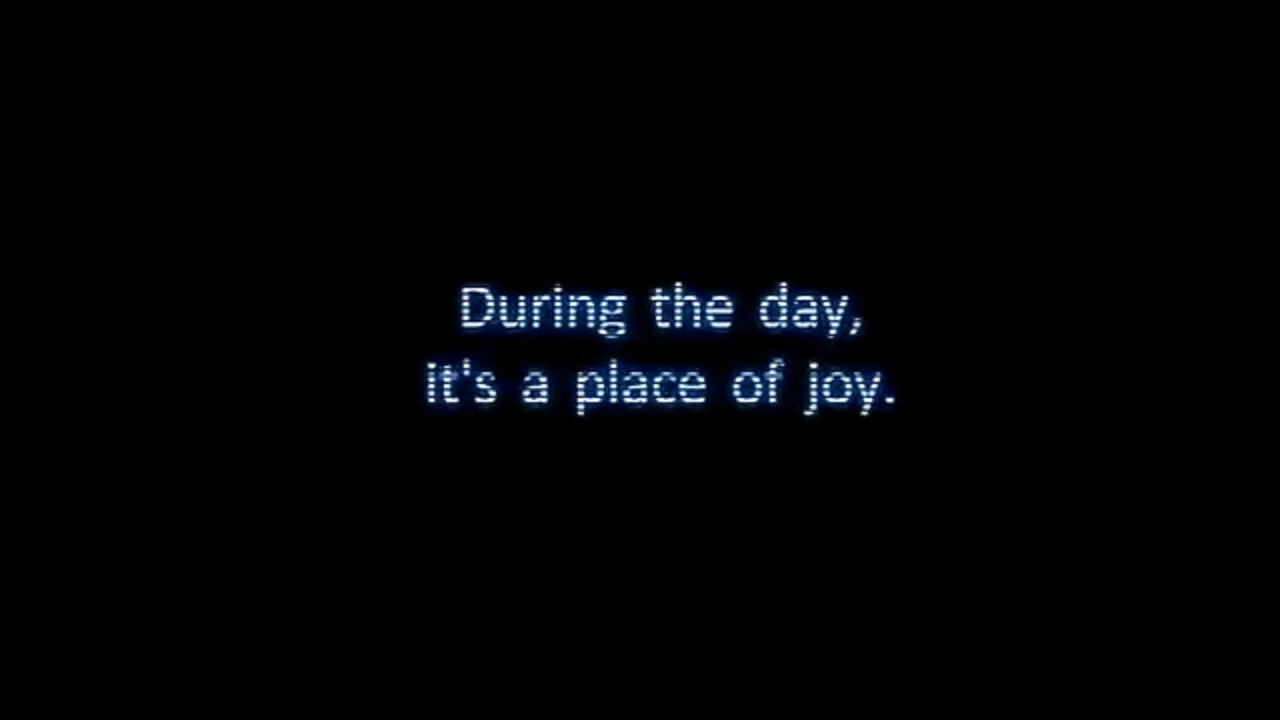 During the day,
it's a place of joy.